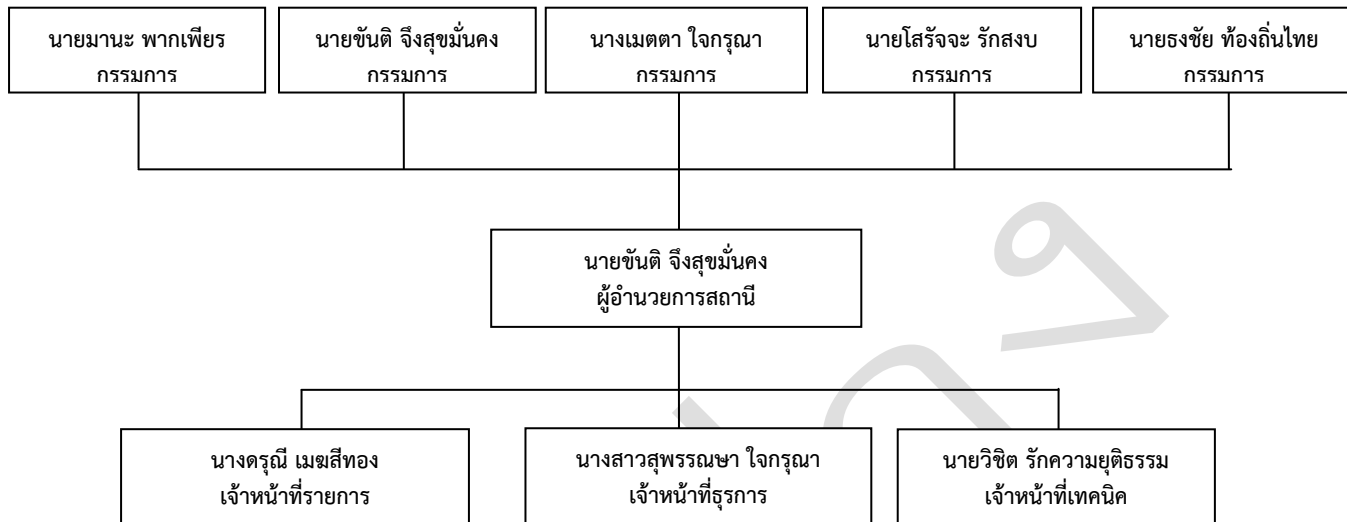 นายมานะ พากเพียร
กรรมการ
นายขันติ จึงสุขมั่นคง
กรรมการ
นางเมตตา ใจกรุณา
กรรมการ
นายโสรัจจะ รักสงบ
กรรมการ
นายธงชัย ท้องถิ่นไทย
กรรมการ
นายขันติ จึงสุขมั่นคง
ผู้อำนวยการสถานี
นางดรุณี เมฆสีทอง
เจ้าหน้าที่รายการ
นางสาวสุพรรณษา ใจกรุณา
เจ้าหน้าที่ธุรการ
นายวิชิต รักความยุติธรรม
เจ้าหน้าที่เทคนิค